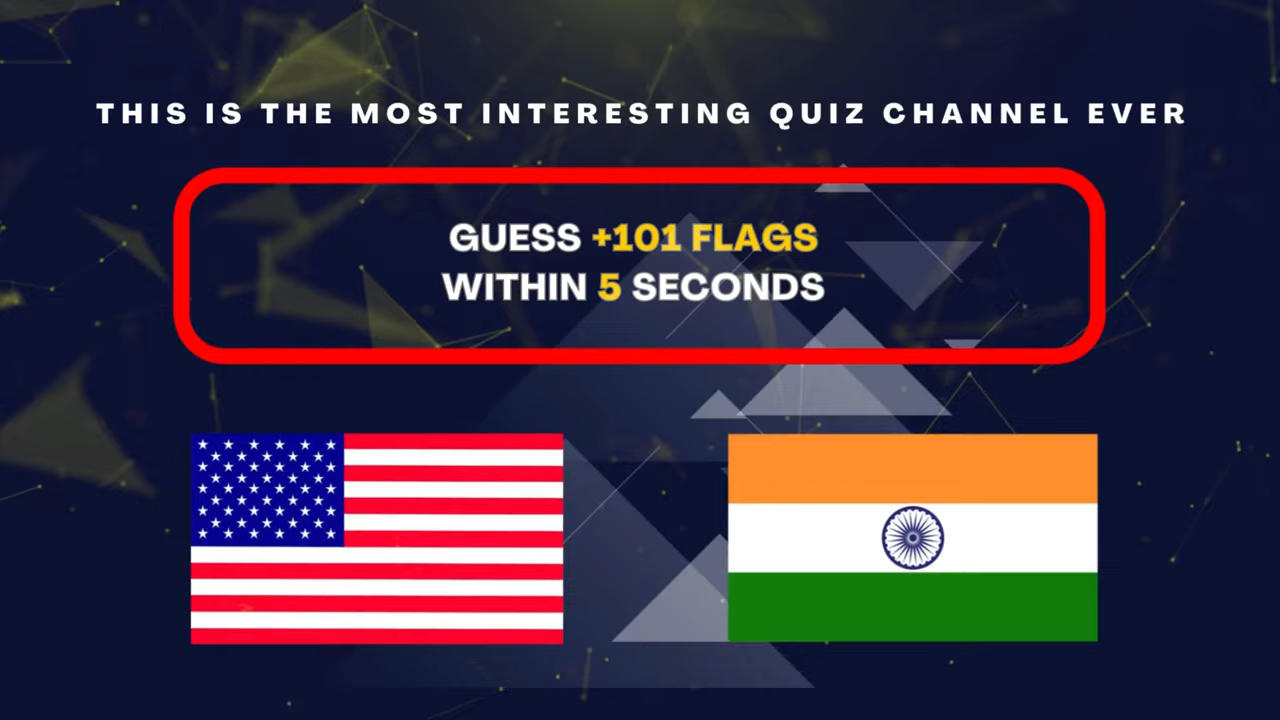 THIS IS THE MOST INTERESTING QUIZ CHANNEL EVER
GUESS +101 FLAGS
WITHIN 5 SECONDS